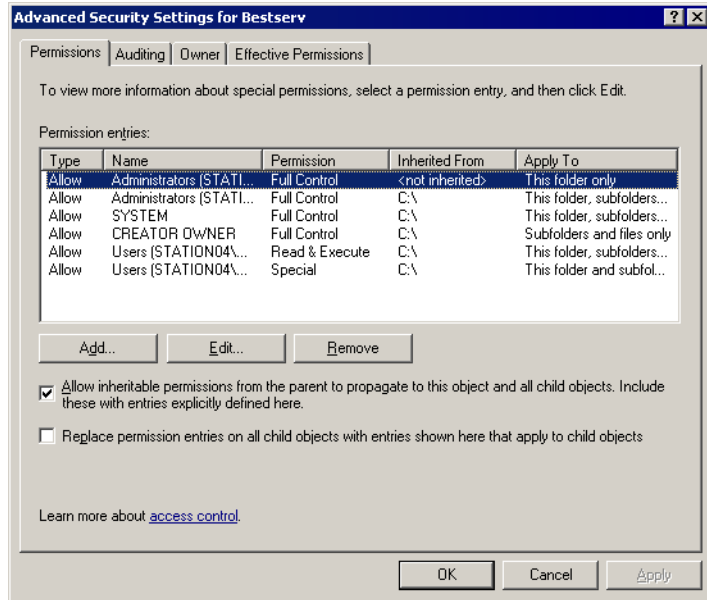 Advanced Security Settings for Bestserv
Permissions Auditing Owner Effective Permissions
To view more information about special permissions, select a permission entry, and then click Edit.
Permission entries:
Type Name Permission Inherited From Apply To
Allow Administrators (STATI... Full Control <not inherited> This folder only
Allow Administrators (STATI... Full Control C:\ This folder, subfolders...
Allow SYSTEM Full Control C:\ This folder, subfolders...
Allow CREATOR OWNER Full Control C:\ Subfolders and files only
Allow Users (STATION04\... Read & Execute C:\ This folder, subfolders...
Allow Users (STATION04\... Special C:\ This folder and subfol...
Add... Edit... Remove
Allow inheritable permissions from the parent to propagate to this object and all child objects. Include
these with entries explicitly defined here.
Replace permission entries on all child objects with entries shown here that apply to child objects
Learn more about access control.
OK Cancel Apply